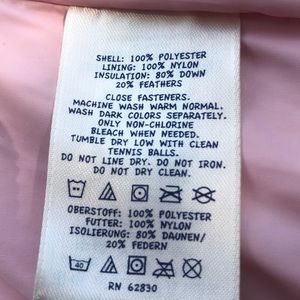 SHELL: 100% POLYESTER
LINING: 100% NYLON
INSULATION: 80% DOWN
20% FEATHERS
CLOSE FASTENERS.
MACHINE WASH WARM NORMAL.
WASH DARK COLORS SEPARATELY.
ONLY NON-CHLORINE
BLEACH WHEN NEEDED.
TUMBLE DRY LOW WITH CLEAN
TENNIS BALLS.
DO NOT LINE DRY. DO NOT IRON.
DO NOT DRY CLEAN.
OBERSTOFF: 100% POLYESTER
FUTTER: 100% NYLON
ISOLIERUNG: 80% DAUNEN/
20% FEDERN
40
RN 62830